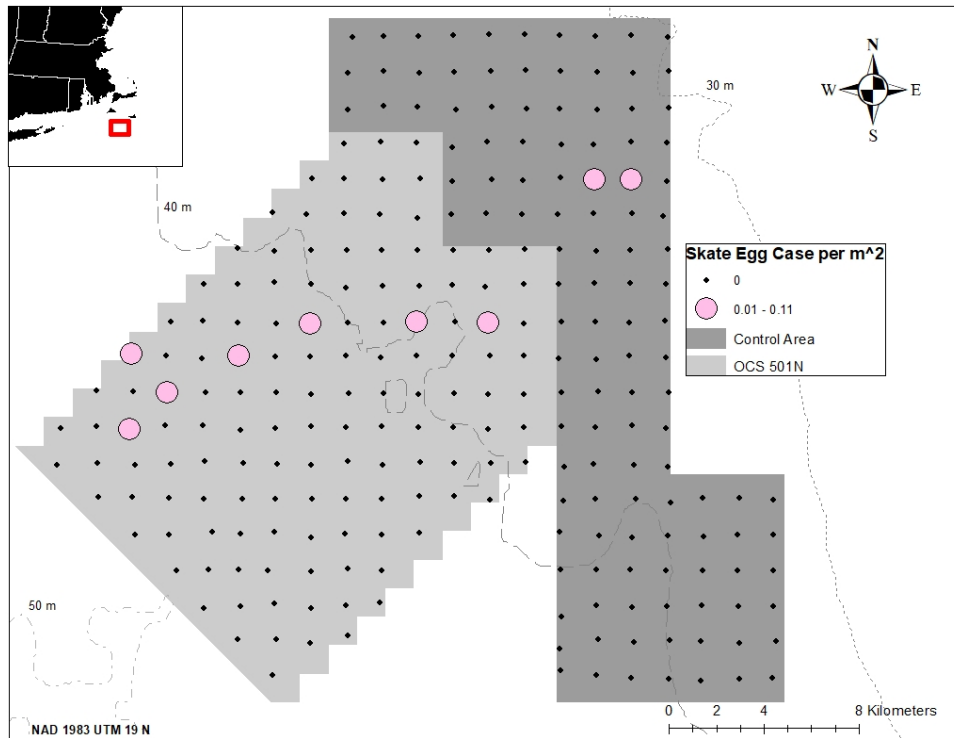 30 m
N
W E
S
40 m
Skate Egg Case per m^2
0
0.01 - 0.11
Control Area
OCS 501N
50 m
0 2 4 8 Kilometers
NAD 1983 UTM 19 N